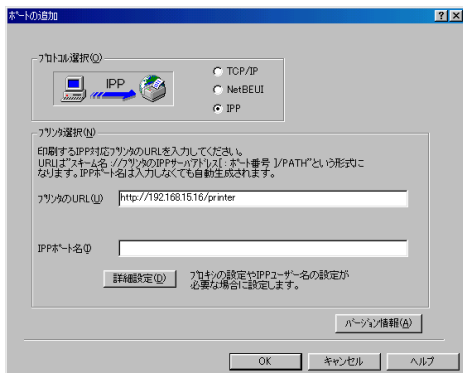 ﾎﾟｰﾄの追加
ﾌﾟﾛﾄｺﾙ選択(O)
IPP
TCP/IP
NetBEUI
IPP
ﾌﾟﾘﾝﾀ選択(N)
印刷するIPP対応ﾌﾟﾘﾝﾀのURLを入力してください。
URLは"ｽｷｰﾑ名://ﾌﾟﾘﾝﾀのIPPｻｰﾊﾞｱﾄﾞﾚｽ[:ﾎﾟｰﾄ番号]/PATH"という形式に
なります。IPPﾎﾟｰﾄ名は入力しなくても自動生成されます。
ﾌﾟﾘﾝﾀのURL(U)
http://192.168.15.16/printer
IPPﾎﾟｰﾄ名(I)
詳細設定(D)
ﾌﾟﾛｷｼの設定やIPPﾕｰｻﾞｰ名の設定が
必要な場合に設定します。
ﾊﾞｰｼﾞｮﾝ情報(A)
OK
ｷｬﾝｾﾙ
ﾍﾙﾌﾟ